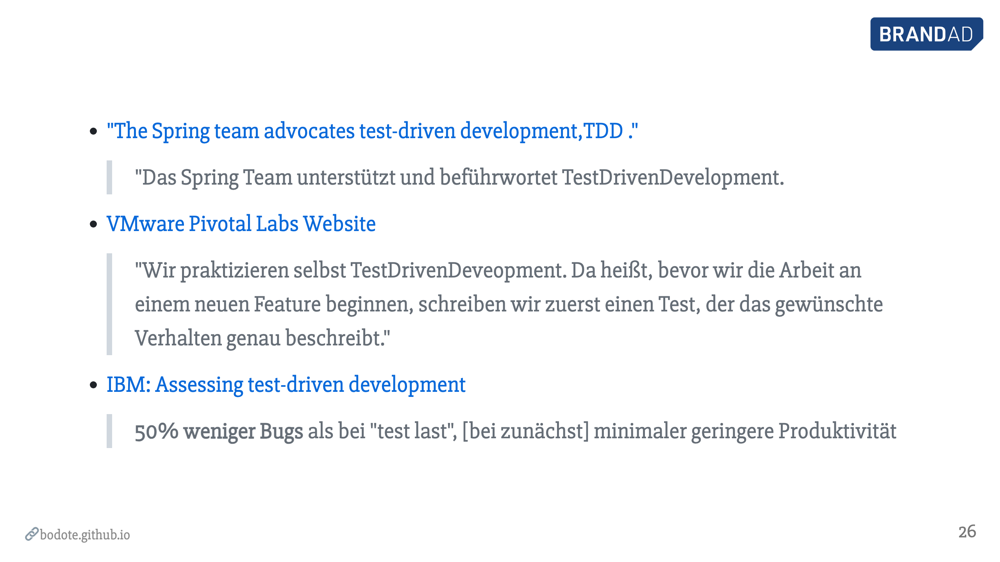 BRANDAD
• "The Spring team advocates test-driven development,TDD ."
"Das Spring Team unterstützt und beführwortet TestDrivenDevelopment.
• VMware Pivotal Labs Website
"Wir praktizieren selbst TestDrivenDeveopment. Da heißt, bevor wir die Arbeit an
einem neuen Feature beginnen, schreiben wir zuerst einen Test, der das gewünschte
Verhalten genau beschreibt."
• IBM: Assessing test-driven development
50% weniger Bugs als bei "test last", [bei zunächst] minimaler geringere Produktivität
🔗bodote.github.io
26